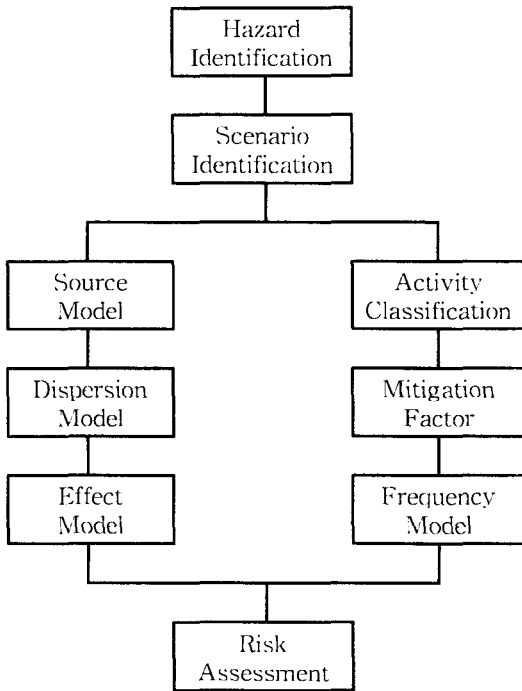 Hazard
Identification
Scenario
Identification
Source
Model
Activity
Classification
Dispersion
Model
Mitigation
Factor
Effect
Model
Frequency
Model
Risk
Assessment